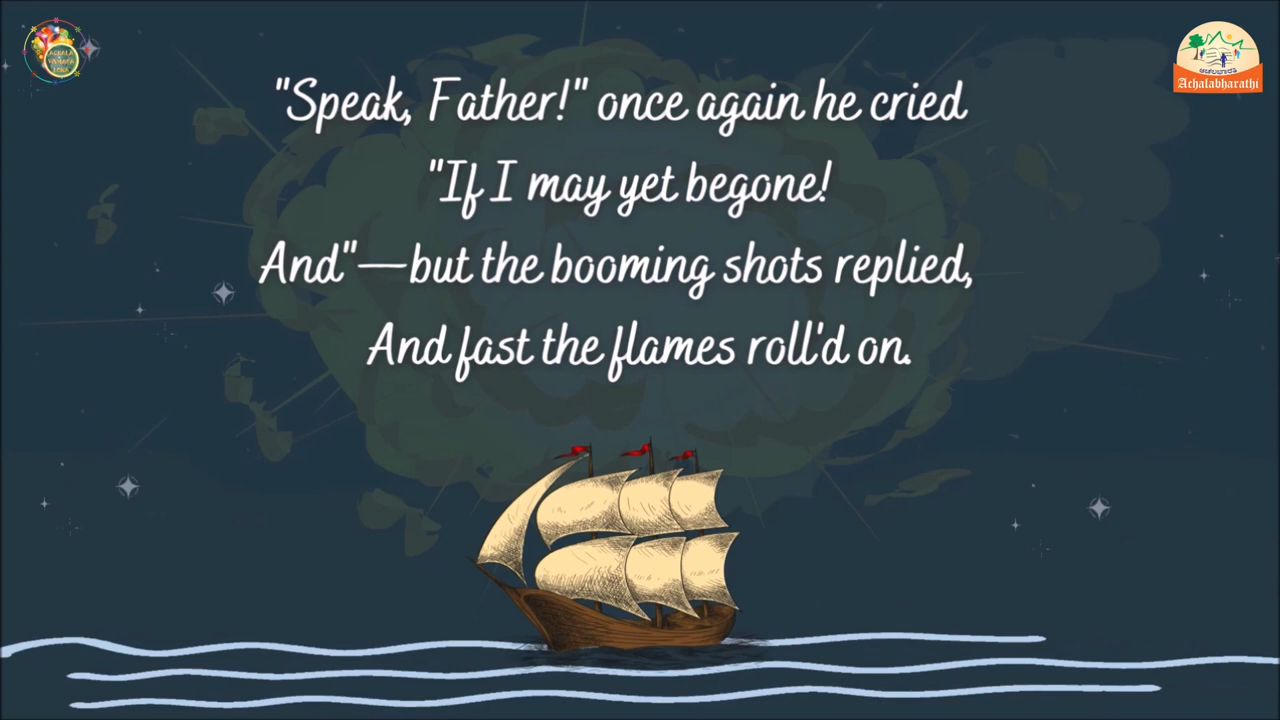 "Speak, Father!" once again he cried
"If I may yet begone!
And"—but the booming shots replied,
And fast the flames roll'd on.
ACHALA
Achalabharathi